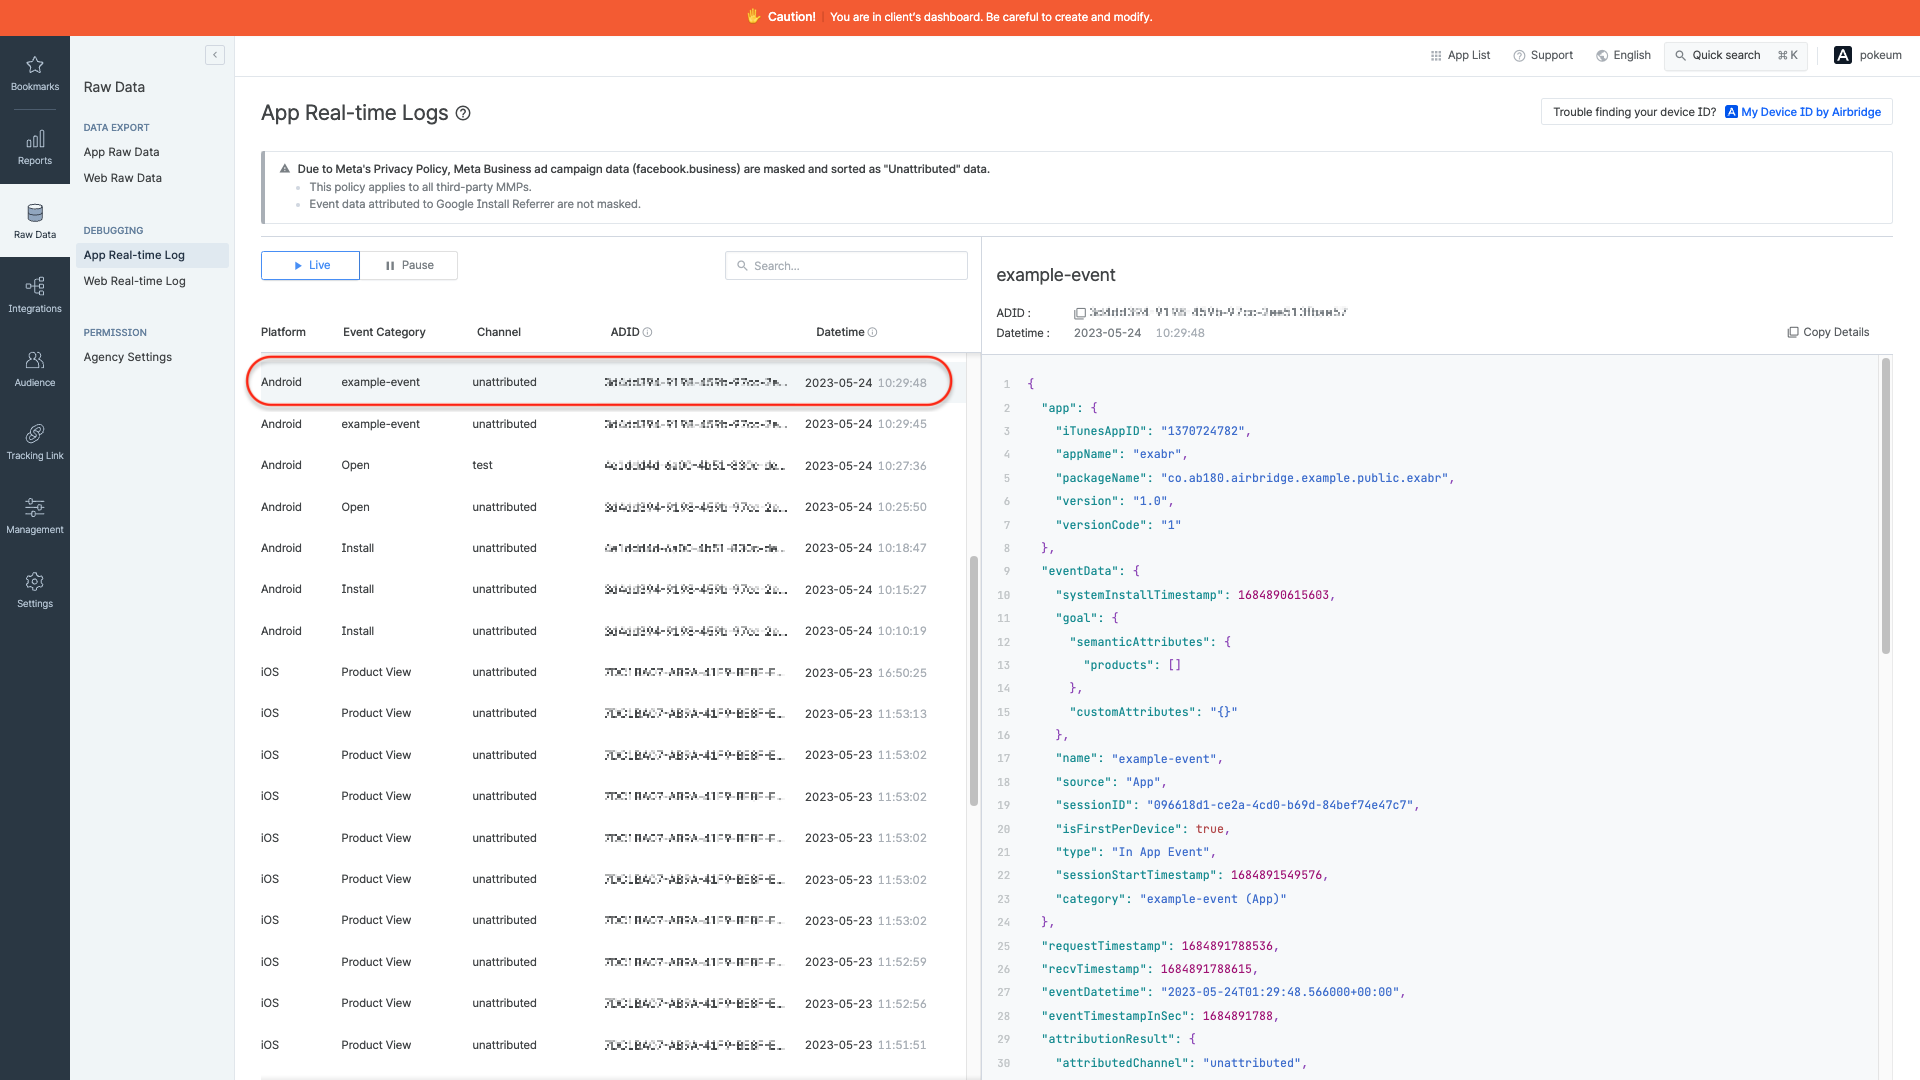 Caution! You are in client's dashboard. Be careful to create and modify.
Bookmarks
Reports
Raw Data
Integrations
Audience
Tracking Link
Management
Settings
Raw Data
DATA EXPORT
App Raw Data
Web Raw Data
DEBUGGING
App Real-time Log
Web Real-time Log
PERMISSION
Agency Settings
App List
Support
English
Quick search ⌘ K
A pokeum
App Real-time Logs
Trouble finding your device ID? A My Device ID by Airbridge
Due to Meta's Privacy Policy, Meta Business ad campaign data (facebook.business) are masked and sorted as "Unattributed" data.
This policy applies to all third-party MMPs.
Event data attributed to Google Install Referrer are not masked.
Live
Pause
Search...
Platform Event Category Channel ADID Datetime
Android example-event unattributed 2023-05-24 10:29:48
Android example-event unattributed 2023-05-24 10:29:45
Android Open test 2023-05-24 10:27:36
Android Open unattributed 2023-05-24 10:25:50
Android Install unattributed 2023-05-24 10:18:47
Android Install unattributed 2023-05-24 10:15:27
Android Install unattributed 2023-05-24 10:10:19
iOS Product View unattributed 2023-05-23 16:50:25
iOS Product View unattributed 2023-05-23 11:53:13
iOS Product View unattributed 2023-05-23 11:53:02
iOS Product View unattributed 2023-05-23 11:53:02
iOS Product View unattributed 2023-05-23 11:53:02
iOS Product View unattributed 2023-05-23 11:53:02
iOS Product View unattributed 2023-05-23 11:53:02
iOS Product View unattributed 2023-05-23 11:52:59
iOS Product View unattributed 2023-05-23 11:52:56
iOS Product View unattributed 2023-05-23 11:51:51
example-event
ADID :
Datetime : 2023-05-24 10:29:48
Copy Details
1 {
2 "app": {
3 "iTunesAppID": "1370724782",
4 "appName": "exabr",
5 "packageName": "co.ab180.airbridge.example.public.exabr",
6 "version": "1.0",
7 "versionCode": "1"
8 },
9 "eventData": {
10 "systemInstallTimestamp": 1684890615603,
11 "goal": {
12 "semanticAttributes": {
13 "products": []
14 },
15 "customAttributes": "{}"
16 },
17 "name": "example-event",
18 "source": "App",
19 "sessionID": "096618d1-ce2a-4cd0-b69d-84bef74e47c7",
20 "isFirstPerDevice": true,
21 "type": "In App Event",
22 "sessionStartTimestamp": 1684891549576,
23 "category": "example-event (App)"
24 },
25 "requestTimestamp": 1684891788536,
26 "recvTimestamp": 1684891788615,
27 "eventDatetime": "2023-05-24T01:29:48.566000+00:00",
28 "eventTimestampInSec": 1684891788,
29 "attributionResult": {
30 "attributedChannel": "unattributed",